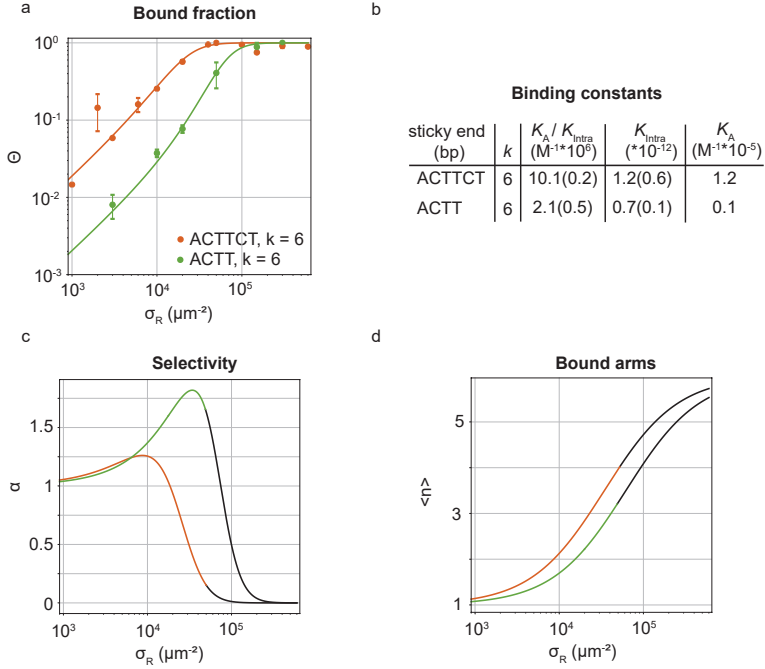 a
Bound fraction
10⁰
10⁻¹
10⁻²
10⁻³
Θ
ACTTCT, k = 6
ACTT, k = 6
10³ 10⁴ 10⁵
σR (µm⁻²)
b
Binding constants
sticky end (bp) k KA / KIntra (M⁻¹*10⁶) KIntra (*10⁻¹²) KA (M⁻¹*10⁻⁵)
ACTTCT 6 10.1(0.2) 1.2(0.6) 1.2
ACTT 6 2.1(0.5) 0.7(0.1) 0.1
c
Selectivity
1.75
1
0.5
0
α
10³ 10⁴ 10⁵
σR (µm⁻²)
d
Bound arms
5
3
1
<n>
10³ 10⁴ 10⁵
σR (µm⁻²)